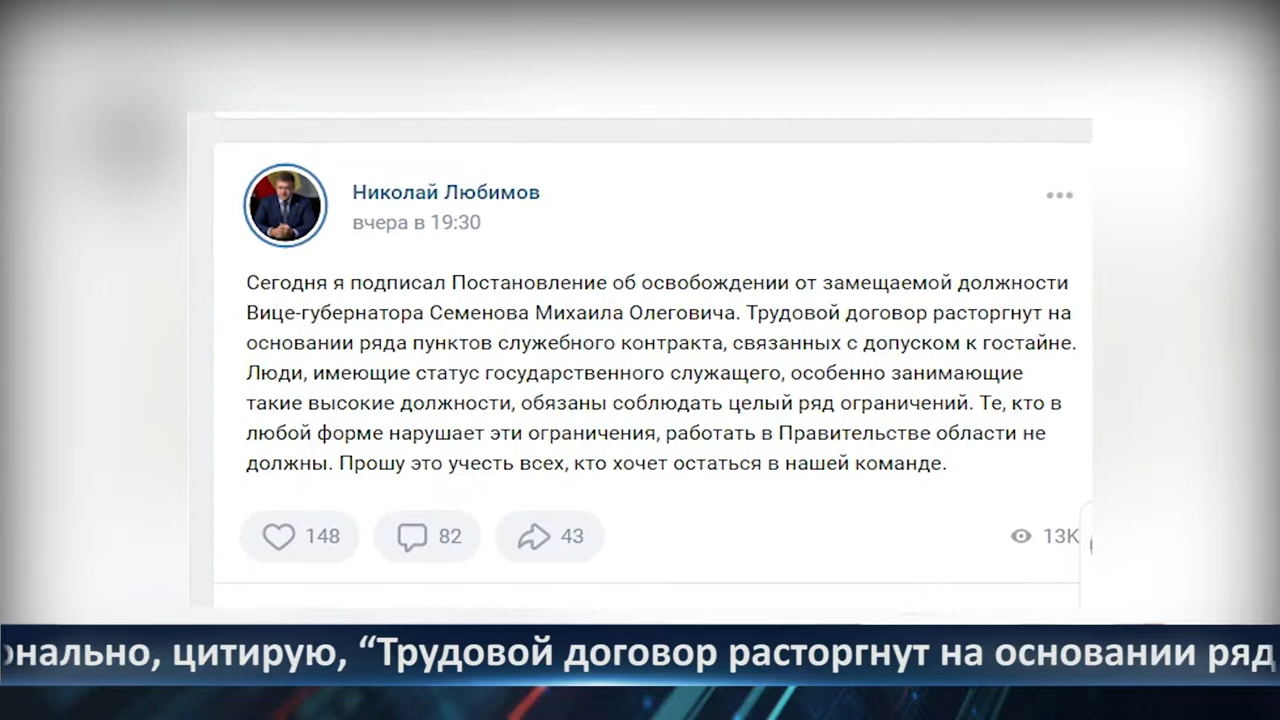 Николай Любимов
вчера в 19:30
Сегодня я подписал Постановление об освобождении от замещаемой должности
Вице-губернатора Семенова Михаила Олеговича. Трудовой договор расторгнут на
основании ряда пунктов служебного контракта, связанных с допуском к гостайне.
Люди, имеющие статус государственного служащего, особенно занимающие
такие высокие должности, обязаны соблюдать целый ряд ограничений. Те, кто в
любой форме нарушает эти ограничения, работать в Правительстве области не
должны. Прошу это учесть всех, кто хочет остаться в нашей команде.
148 82 43 13K
онально, цитирую, “Трудовой договор расторгнут на основании ряд